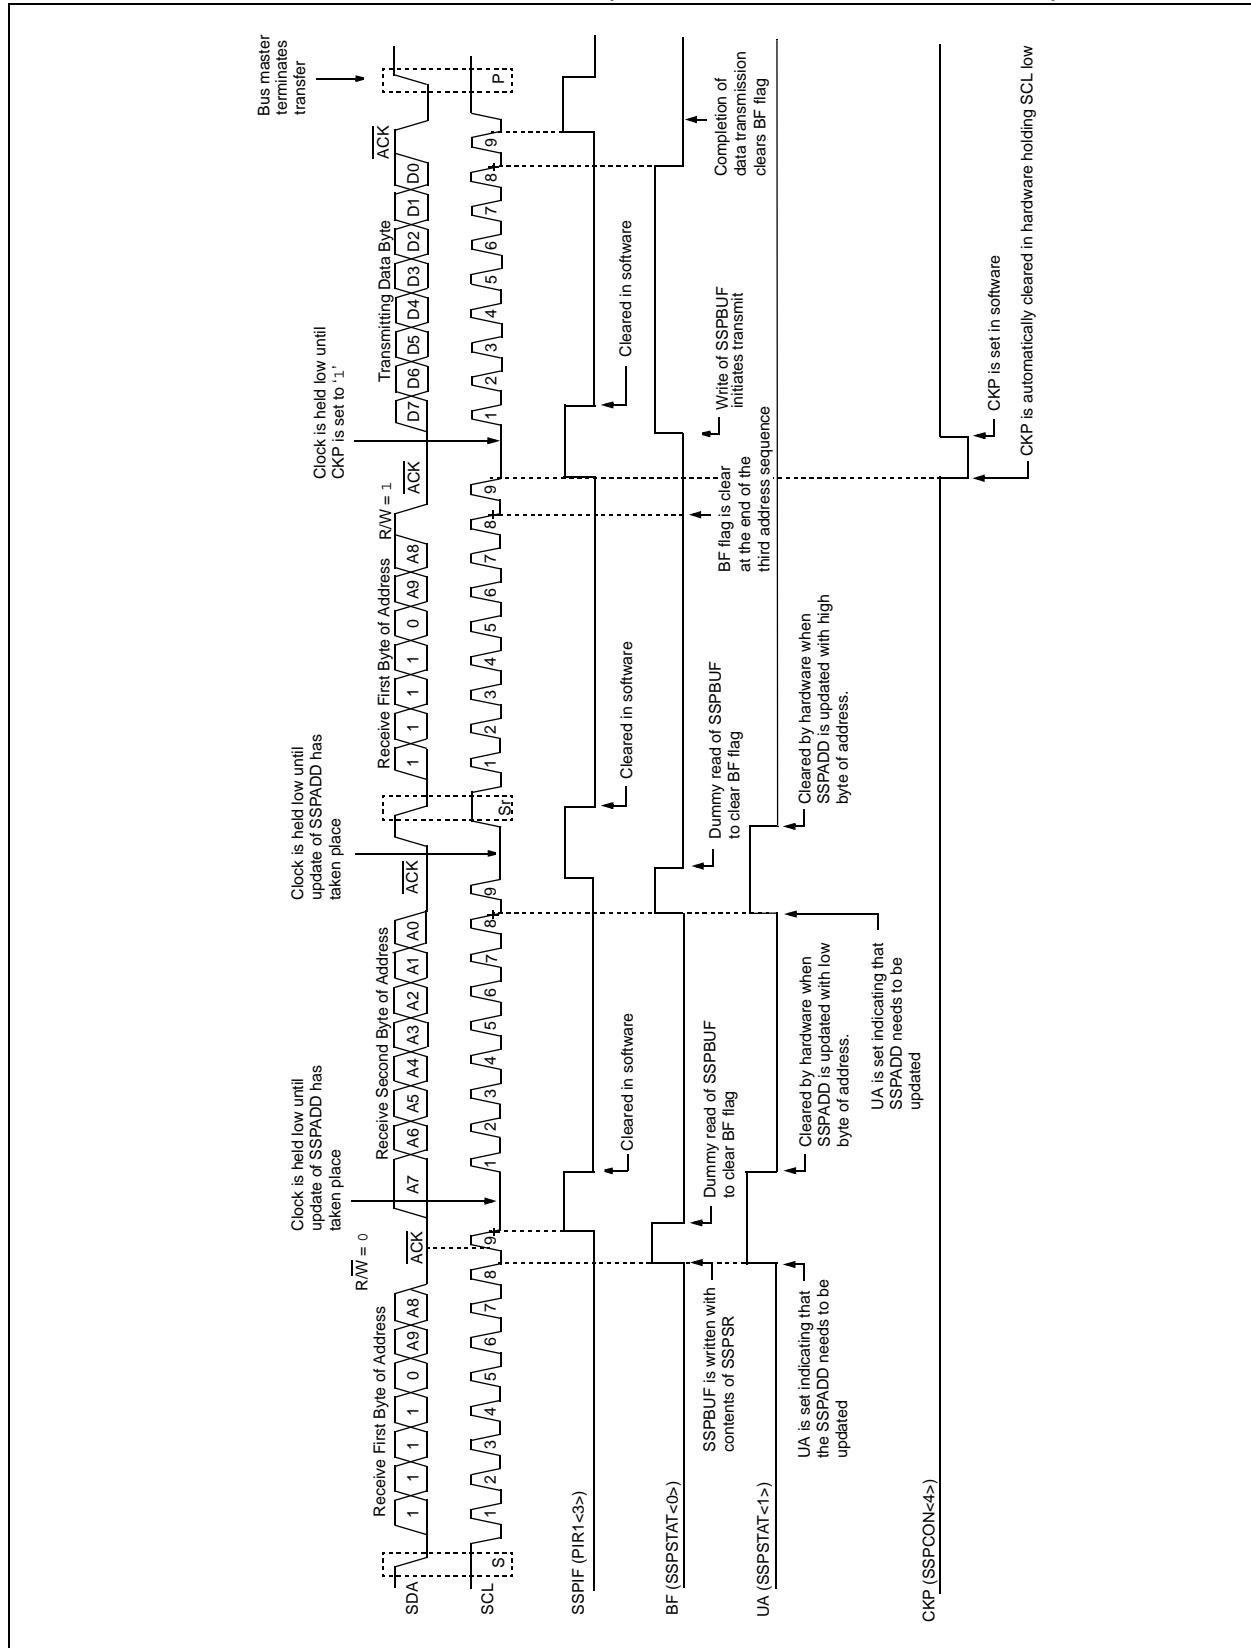 Bus master
terminates
transfer
Clock is held low until
CKP is set to ‘1’
Clock is held low until
update of SSPADD has
taken place
Clock is held low until
update of SSPADD has
taken place
R/W = 0
R/W = 1
Receive First Byte of Address
ACK
Receive Second Byte of Address
ACK
Receive First Byte of Address
ACK
Transmitting Data Byte
ACK
SDA
1 1 1 1 0 A9 A8
A7 A6 A5 A4 A3 A2 A1 A0
1 1 1 1 0 A9 A8
D7 D6 D5 D4 D3 D2 D1 D0
SCL
S
1 2 3 4 5 6 7 8 9
1 2 3 4 5 6 7 8 9
Sr
1 2 3 4 5 6 7 8 9
1 2 3 4 5 6 7 8 9
P
SSPIF (PIR1<3>)
Cleared in software
Cleared in software
Cleared in software
BF (SSPSTAT<0>)
SSPBUF is written with
contents of SSPSR
Dummy read of SSPBUF
to clear BF flag
Dummy read of SSPBUF
to clear BF flag
BF flag is clear
at the end of the
third address sequence
Write of SSPBUF
initiates transmit
Completion of
data transmission
clears BF flag
UA (SSPSTAT<1>)
UA is set indicating that
the SSPADD needs to be
updated
Cleared by hardware when
SSPADD is updated with low
byte of address.
UA is set indicating that
SSPADD needs to be
updated
Cleared by hardware when
SSPADD is updated with high
byte of address.
CKP (SSPCON<4>)
CKP is set in software
CKP is automatically cleared in hardware holding SCL low